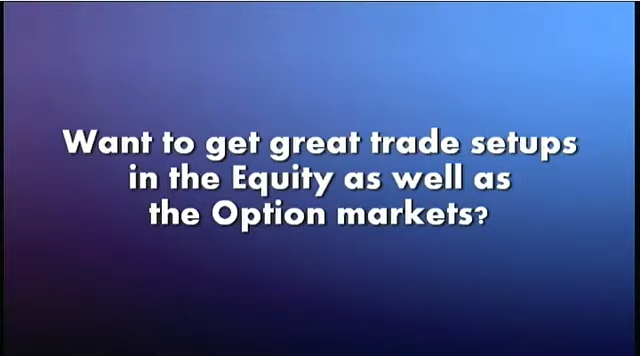 Want to get great trade setups
in the Equity as well as
the Option markets?